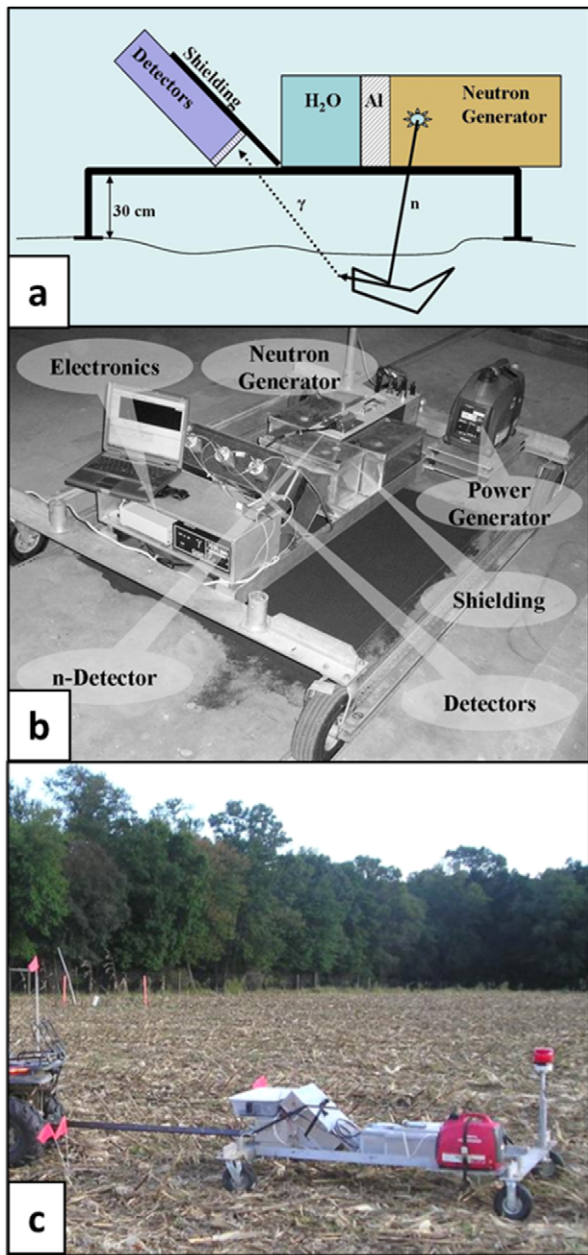 Detectors
Shielding
H₂O
Al
Neutron
Generator
n
γ
30 cm
a
Electronics
Neutron
Generator
Power
Generator
Shielding
n-Detector
Detectors
b
c